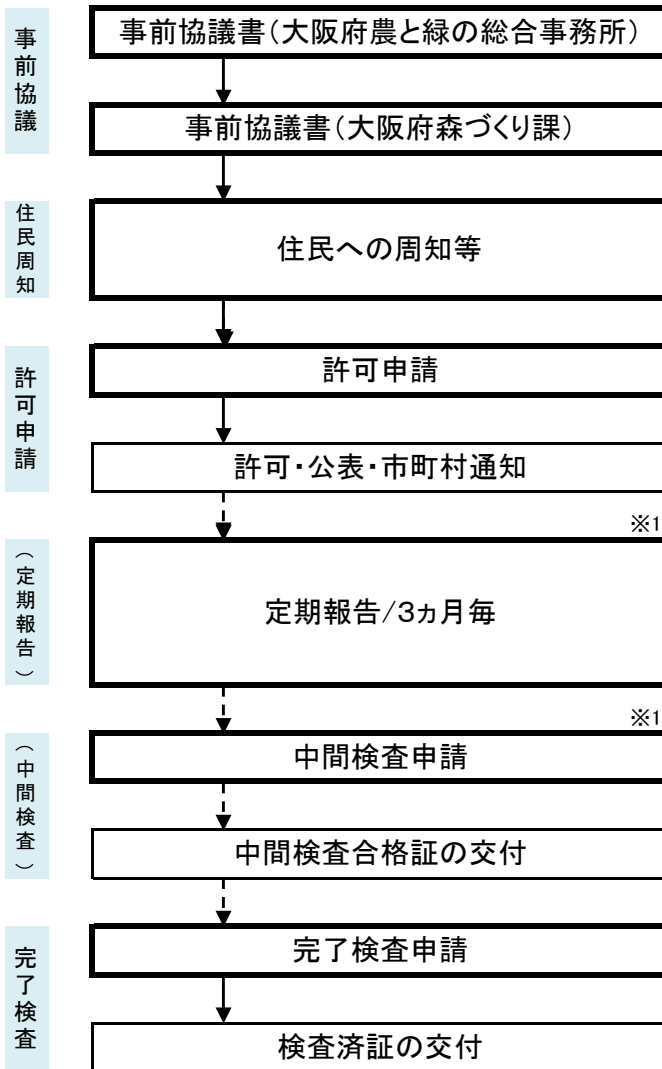 事前協議
事前協議書(大阪府農と緑の総合事務所)
事前協議書(大阪府森づくり課)
住民周知
住民への周知等
許可申請
許可申請
許可・公表・市町村通知
※1
(定期報告)
定期報告/3ヵ月毎
※1
(中間検査)
中間検査申請
中間検査合格証の交付
完了検査
完了検査申請
検査済証の交付